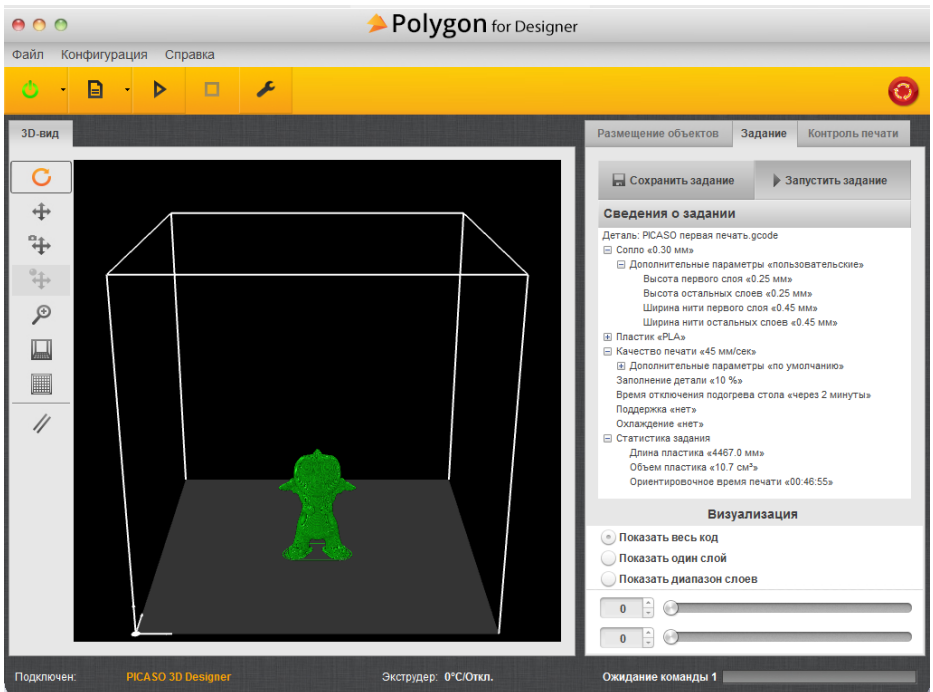 Polygon for Designer
Файл Конфигурация Справка
3D-вид
Размещение объектов Задание Контроль печати
Сохранить задание Запустить задание
Сведения о задании
Деталь: PICASO первая печать.gcode
Сопло «0.30 мм»
Дополнительные параметры «пользовательские»
Высота первого слоя «0.25 мм»
Высота остальных слоев «0.25 мм»
Ширина нити первого слоя «0.45 мм»
Ширина нити остальных слоев «0.45 мм»
Пластик «PLA»
Качество печати «45 мм/сек»
Дополнительные параметры «по умолчанию»
Заполнение детали «10 %»
Время отключения подогрева стола «через 2 минуты»
Поддержка «нет»
Охлаждение «нет»
Статистика задания
Длина пластика «4467.0 мм»
Объем пластика «10.7 см³»
Ориентировочное время печати «00:46:55»
Визуализация
Показать весь код
Показать один слой
Показать диапазон слоев
0
0
Подключен: PICASO 3D Designer Экструдер: 0°C/Откл. Ожидание команды 1